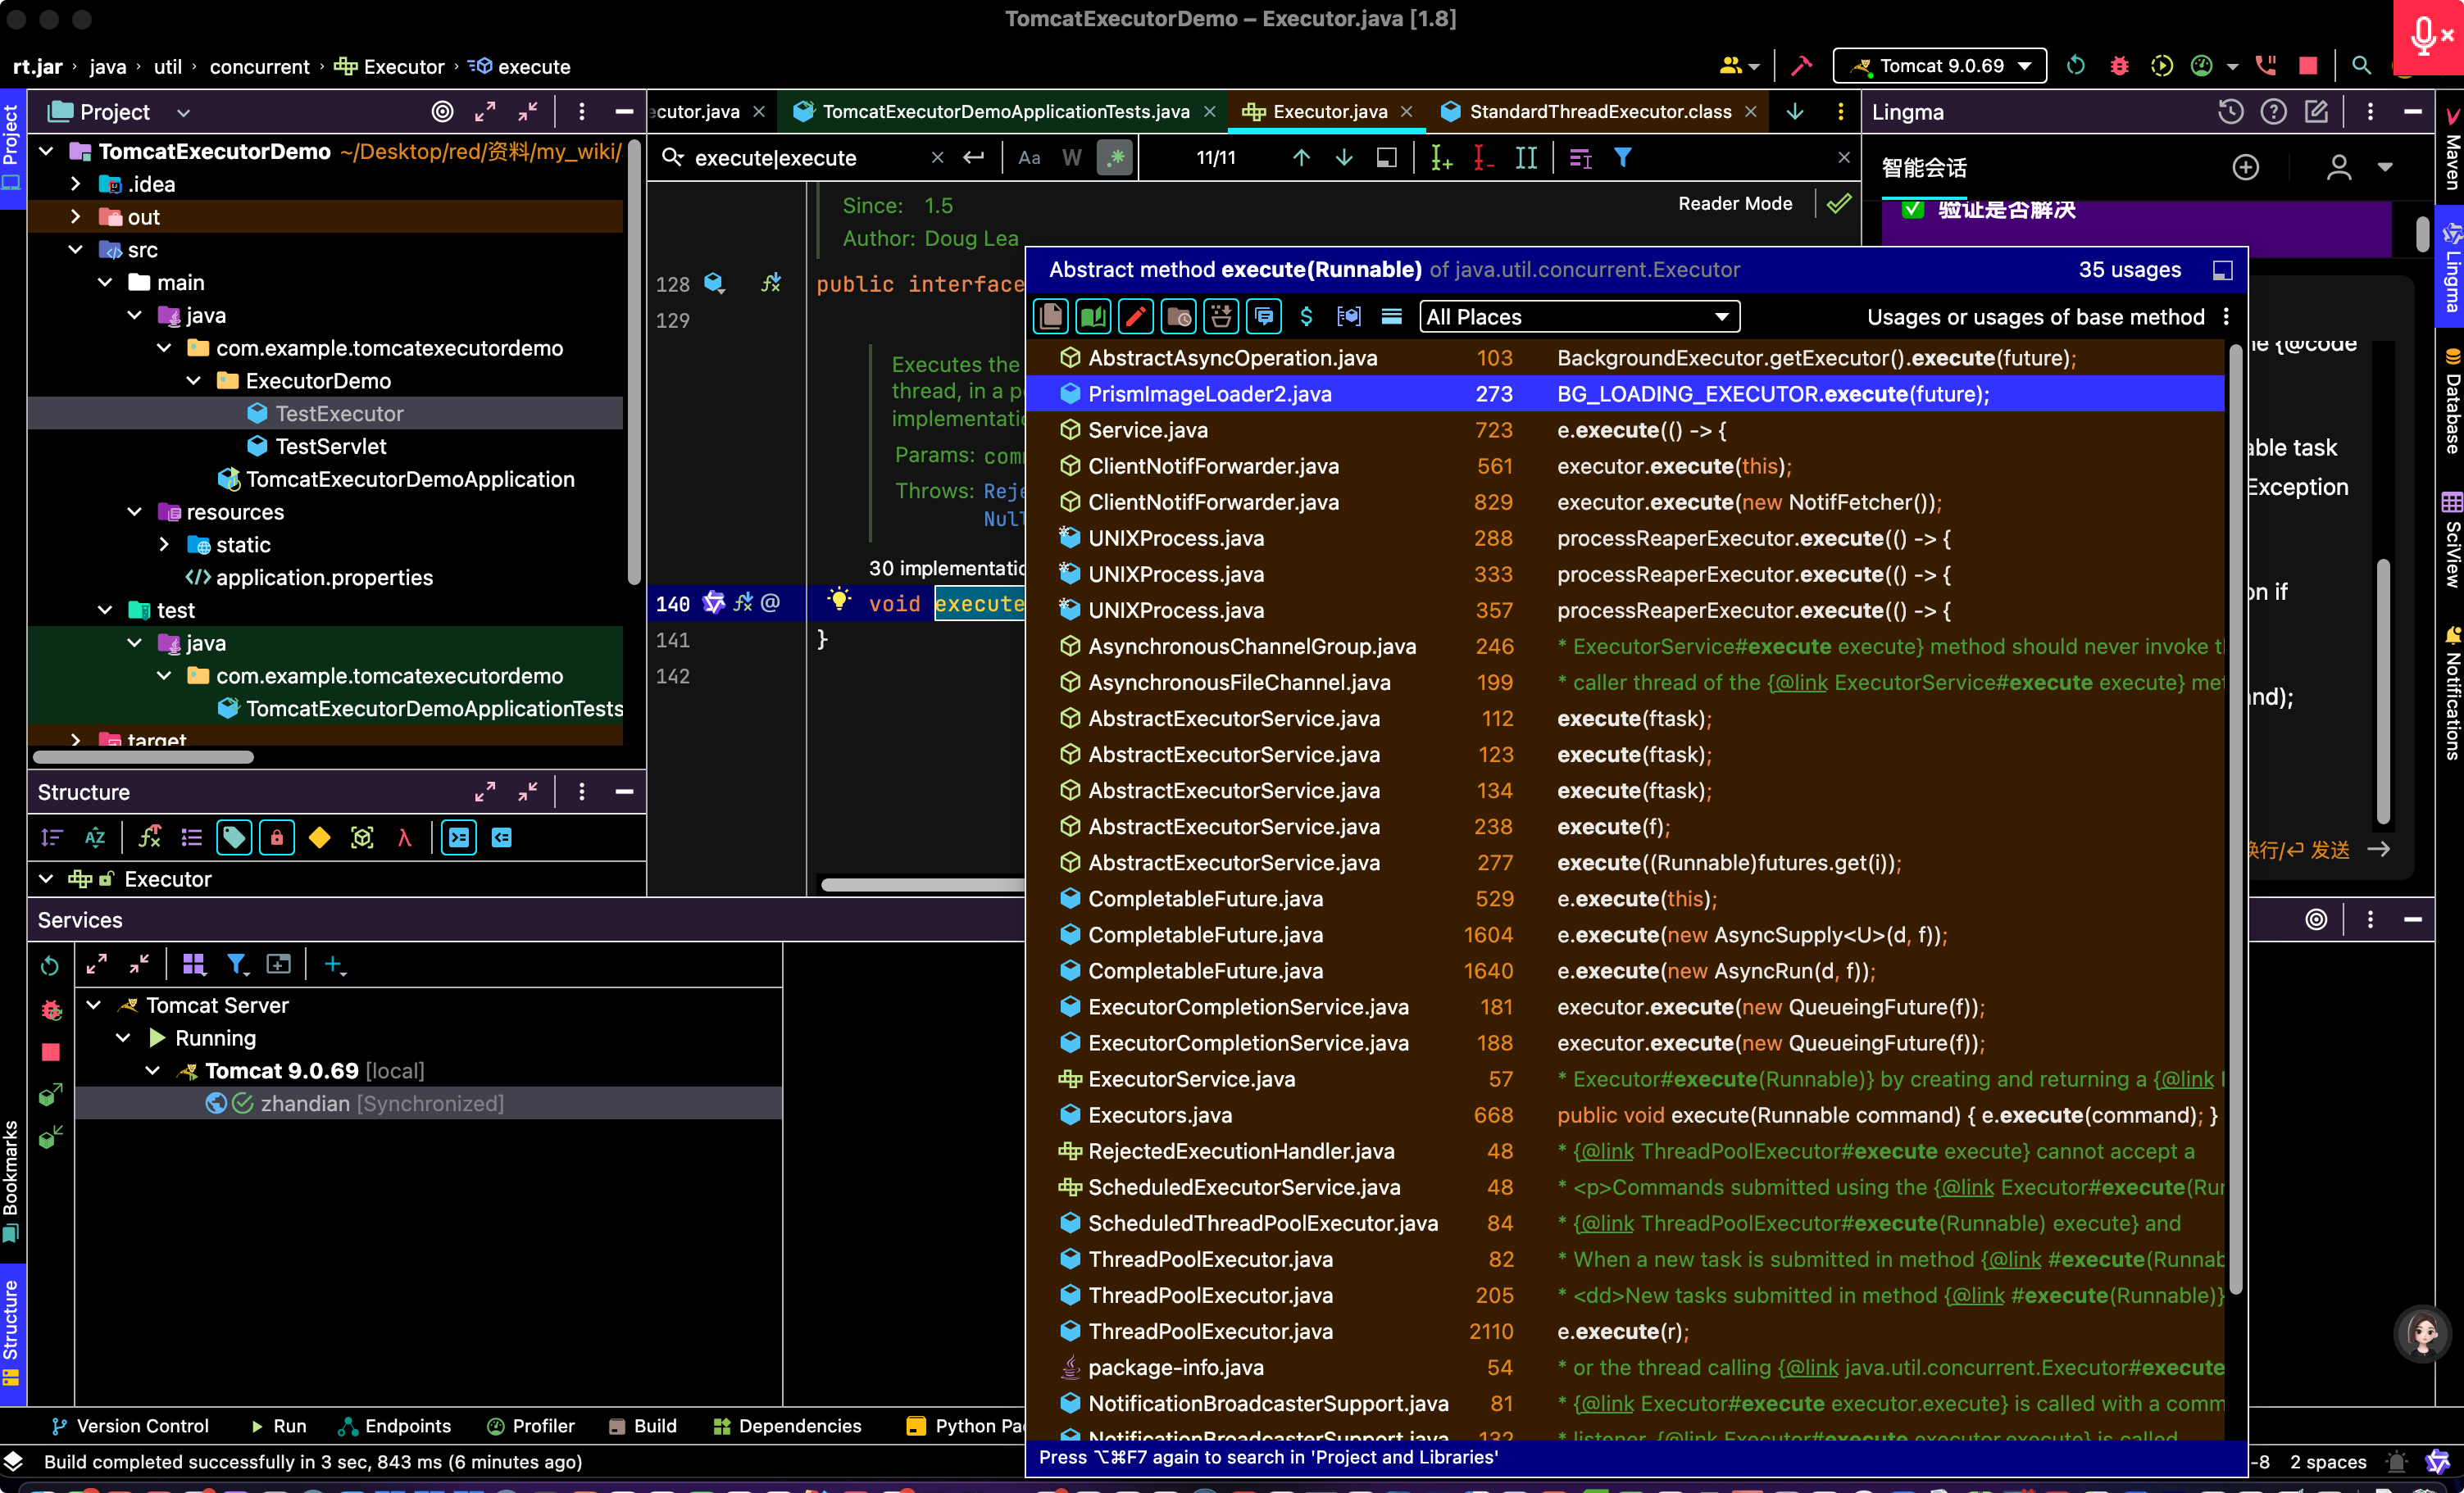 TomcatExecutorDemo – Executor.java [1.8]
rt.jar › java › util › concurrent › Executor › execute
Tomcat 9.0.69
Project
ecutor.java
TomcatExecutorDemoApplicationTests.java
Executor.java
StandardThreadExecutor.class
Lingma
execute|execute
Aa W .*
11/11
智能会话
验证是否解决
TomcatExecutorDemo ~/Desktop/red/资料/my_wiki/
.idea
out
src
main
java
com.example.tomcatexecutordemo
ExecutorDemo
TestExecutor
TestServlet
TomcatExecutorDemoApplication
resources
static
application.properties
test
java
com.example.tomcatexecutordemo
TomcatExecutorDemoApplicationTests
target
Since: 1.5
Author: Doug Lea
Reader Mode
128 public interface
129
Executes the
thread, in a p
implementati
Params: com
Throws: Reje
Null
30 implementatio
140 void execute
141 }
142
Abstract method execute(Runnable) of java.util.concurrent.Executor 35 usages
All Places
Usages or usages of base method
AbstractAsyncOperation.java 103 BackgroundExecutor.getExecutor().execute(future);
PrismImageLoader2.java 273 BG_LOADING_EXECUTOR.execute(future);
Service.java 723 e.execute(() -> {
ClientNotifForwarder.java 561 executor.execute(this);
ClientNotifForwarder.java 829 executor.execute(new NotifFetcher());
UNIXProcess.java 288 processReaperExecutor.execute(() -> {
UNIXProcess.java 333 processReaperExecutor.execute(() -> {
UNIXProcess.java 357 processReaperExecutor.execute(() -> {
AsynchronousChannelGroup.java 246 * ExecutorService#execute execute} method should never invoke t
AsynchronousFileChannel.java 199 * caller thread of the {@link ExecutorService#execute execute} met
AbstractExecutorService.java 112 execute(ftask);
AbstractExecutorService.java 123 execute(ftask);
AbstractExecutorService.java 134 execute(ftask);
AbstractExecutorService.java 238 execute(f);
AbstractExecutorService.java 277 execute((Runnable)futures.get(i));
CompletableFuture.java 529 e.execute(this);
CompletableFuture.java 1604 e.execute(new AsyncSupply<U>(d, f));
CompletableFuture.java 1640 e.execute(new AsyncRun(d, f));
ExecutorCompletionService.java 181 executor.execute(new QueueingFuture(f));
ExecutorCompletionService.java 188 executor.execute(new QueueingFuture(f));
ExecutorService.java 57 * Executor#execute(Runnable)} by creating and returning a {@link
Executors.java 668 public void execute(Runnable command) { e.execute(command); }
RejectedExecutionHandler.java 48 * {@link ThreadPoolExecutor#execute execute} cannot accept a
ScheduledExecutorService.java 48 * <p>Commands submitted using the {@link Executor#execute(Run
ScheduledThreadPoolExecutor.java 84 * {@link ThreadPoolExecutor#execute(Runnable) execute} and
ThreadPoolExecutor.java 82 * When a new task is submitted in method {@link #execute(Runnab
ThreadPoolExecutor.java 205 * <dd>New tasks submitted in method {@link #execute(Runnable)}
ThreadPoolExecutor.java 2110 e.execute(r);
package-info.java 54 * or the thread calling {@link java.util.concurrent.Executor#execute
NotificationBroadcasterSupport.java 81 * {@link Executor#execute executor.execute} is called with a comm
NotificationBroadcasterSupport.java 132 * listener, {@link Executor#execute executor.execute} is called
Press ⌥⌘F7 again to search in 'Project and Libraries'
ne {@code
able task
Exception
on if
nd);
换行/⏎ 发送
Structure
Executor
Services
Tomcat Server
Running
Tomcat 9.0.69 [local]
zhandian [Synchronized]
Project
Bookmarks
Structure
Maven
Lingma
Database
SciView
Notifications
Version Control
Run
Endpoints
Profiler
Build
Dependencies
Python Pa
Build completed successfully in 3 sec, 843 ms (6 minutes ago)
-8
2 spaces